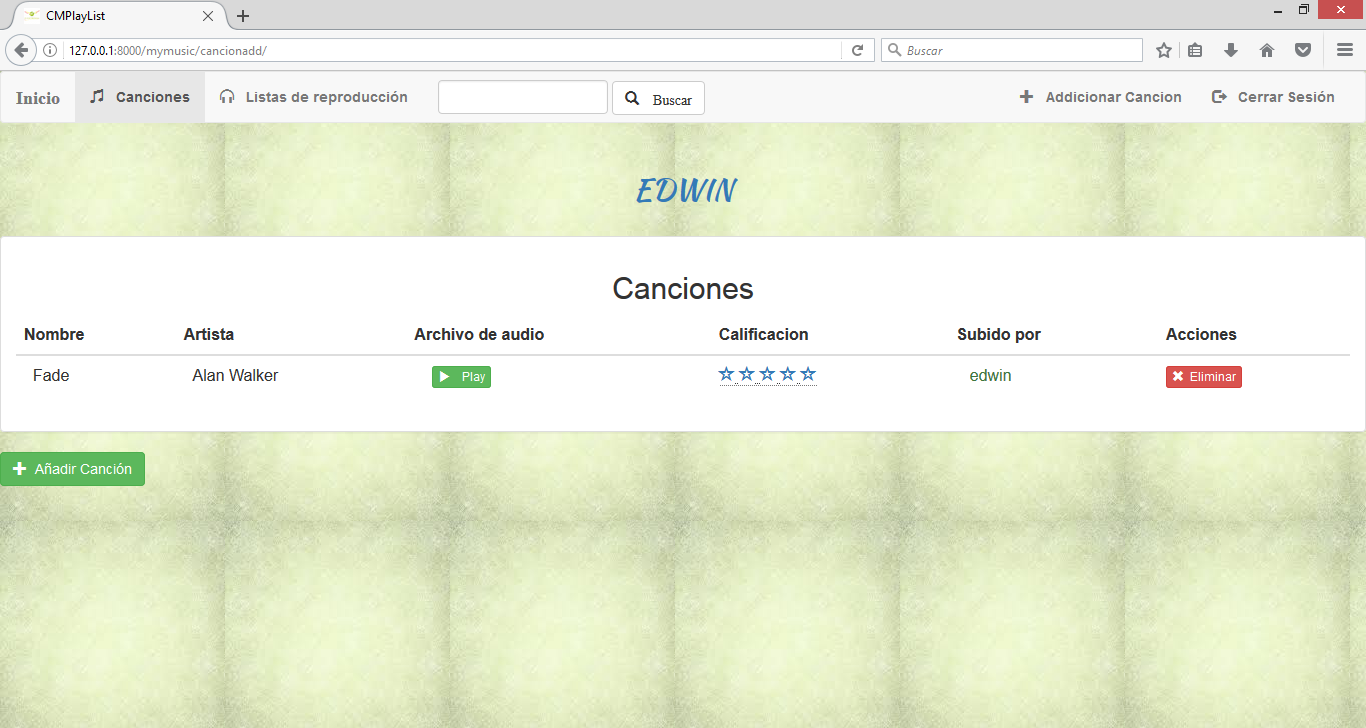 CMPlayList
127.0.0.1:8000/mymusic/cancionadd/
Buscar
Inicio
Canciones
Listas de reproducción
Buscar
Addicionar Cancion
Cerrar Sesión
EDWIN
Canciones
Nombre Artista Archivo de audio Calificacion Subido por Acciones
Fade Alan Walker Play edwin Eliminar
Añadir Canción